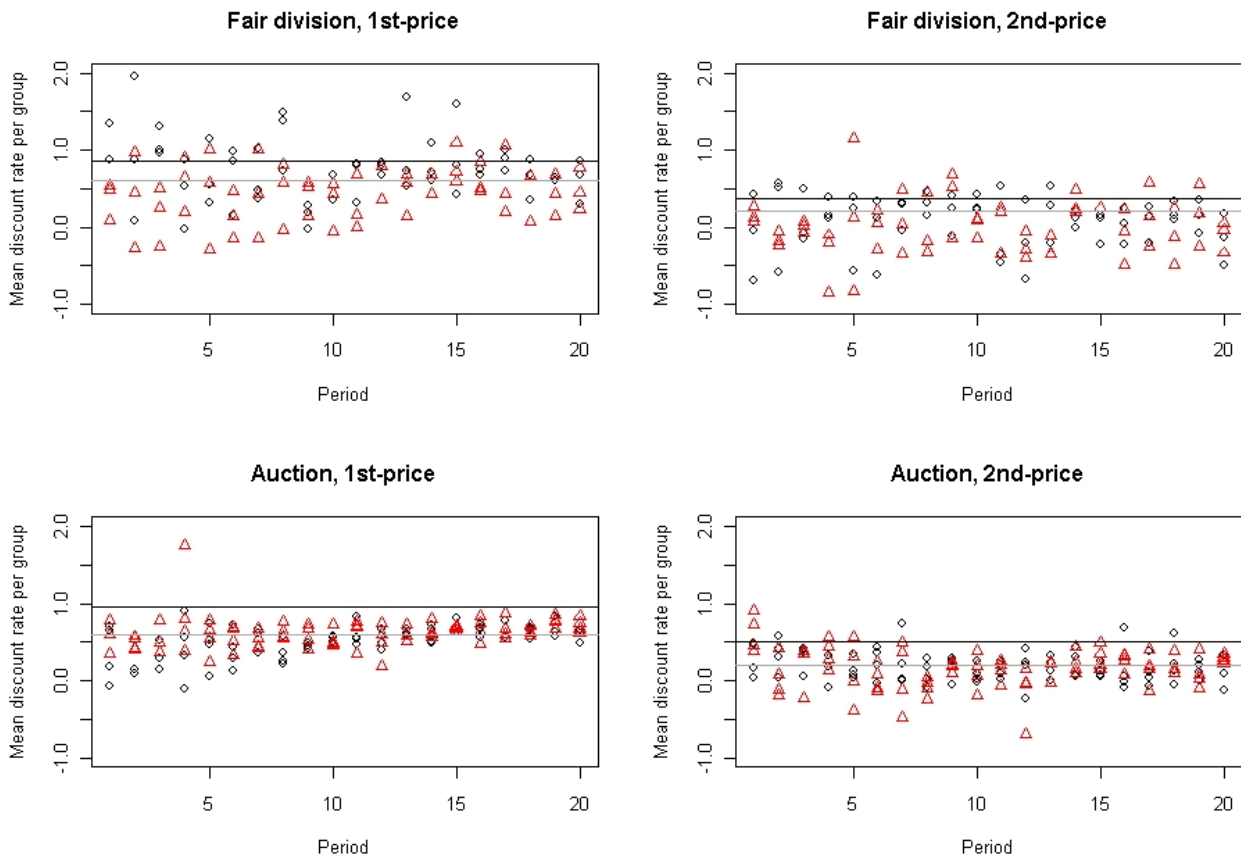 Fair division, 1st-price
Mean discount rate per group
2.0
1.0
0.0
-1.0
5 10 15 20
Period
Fair division, 2nd-price
Mean discount rate per group
2.0
1.0
0.0
-1.0
5 10 15 20
Period
Auction, 1st-price
Mean discount rate per group
2.0
1.0
0.0
-1.0
5 10 15 20
Period
Auction, 2nd-price
Mean discount rate per group
2.0
1.0
0.0
-1.0
5 10 15 20
Period